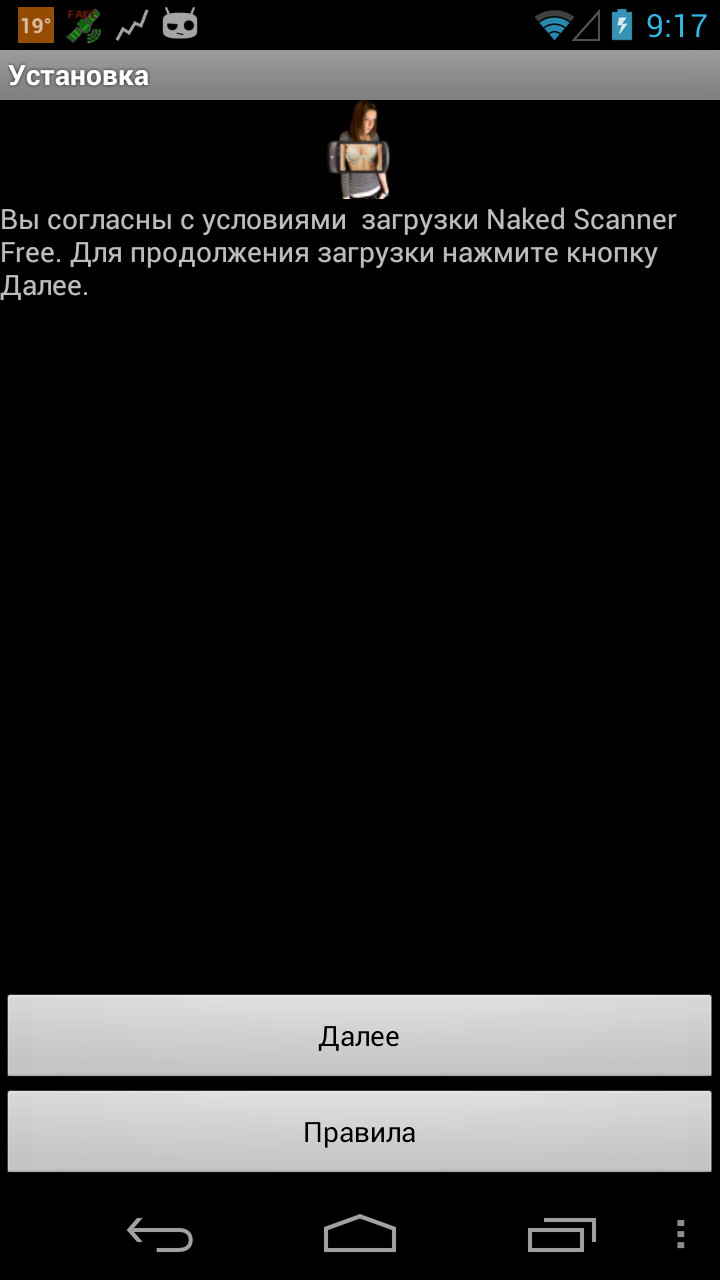 19°
FAKE
9:17
Установка
Вы согласны с условиями  загрузки Naked Scanner
Free. Для продолжения загрузки нажмите кнопку
Далее.
Далее
Правила